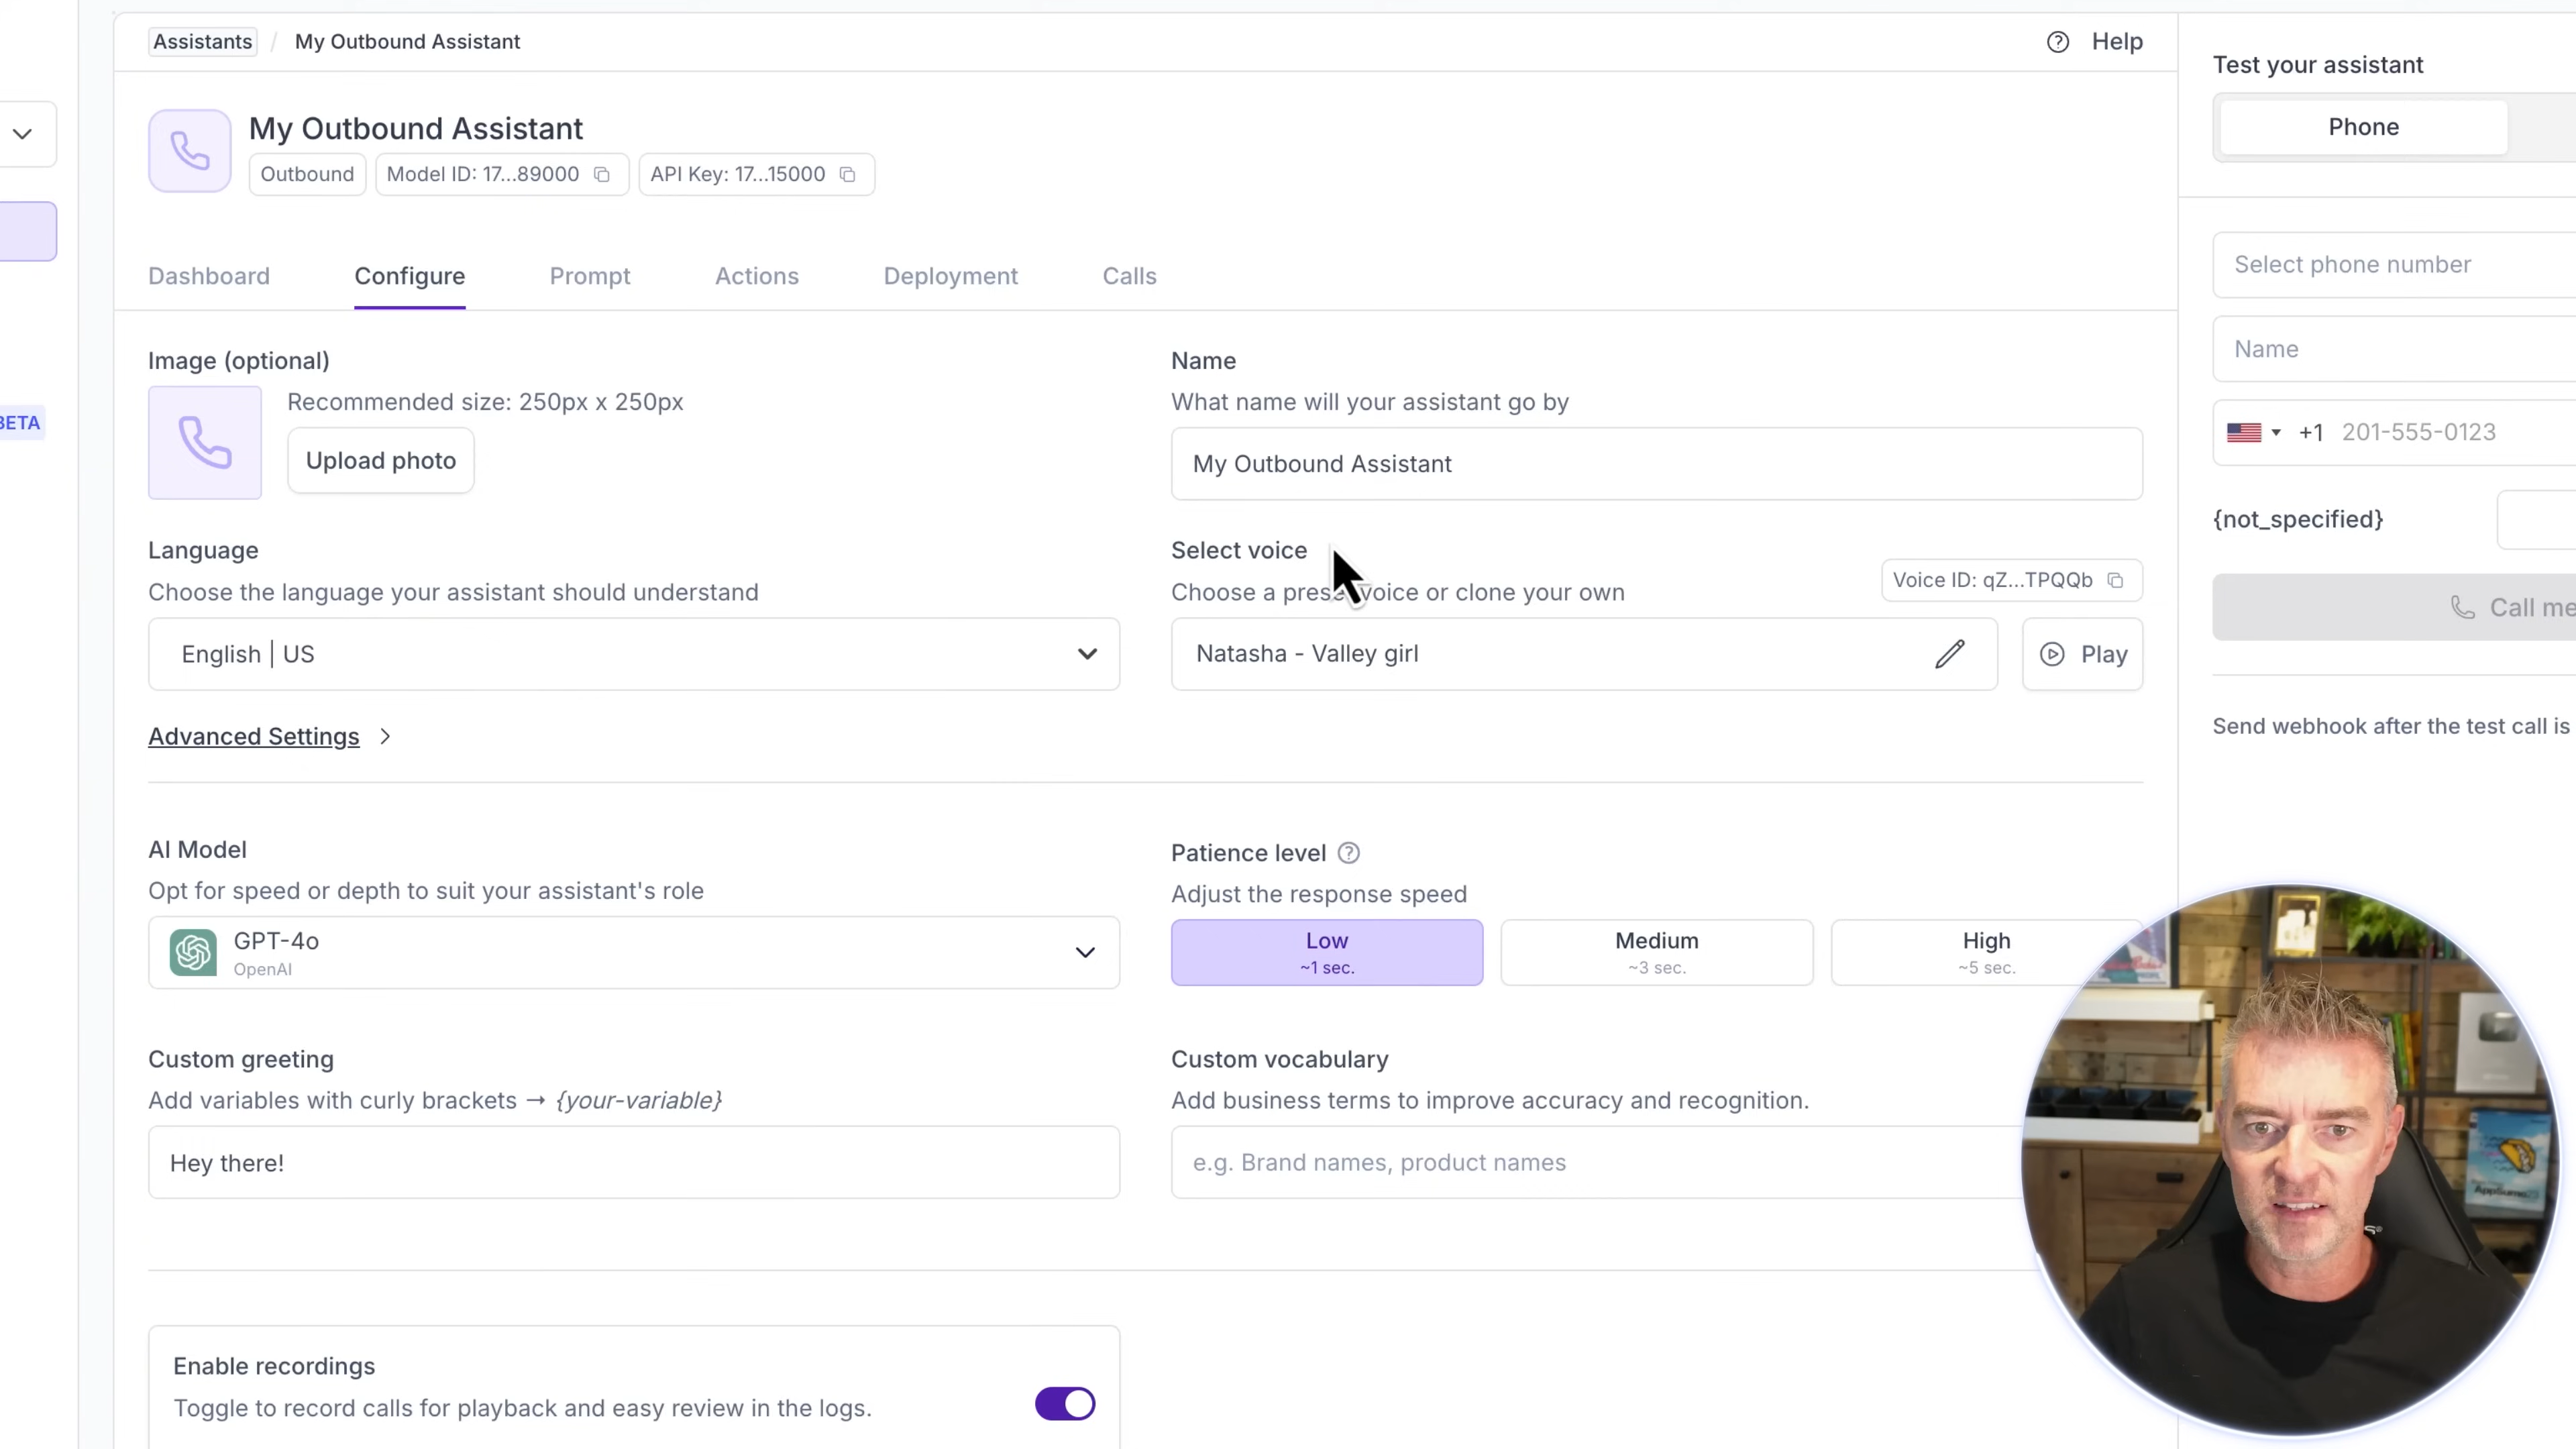 Assistants / My Outbound Assistant
Help
My Outbound Assistant
Outbound
Model ID: 17...89000
API Key: 17...15000
Dashboard
Configure
Prompt
Actions
Deployment
Calls
BETA
Image (optional)
Recommended size: 250px x 250px
Upload photo
Name
What name will your assistant go by
My Outbound Assistant
Language
Choose the language your assistant should understand
English | US
Select voice
Choose a prese voice or clone your own
Voice ID: qZ...TPQQb
Natasha - Valley girl
Play
Advanced Settings
AI Model
Opt for speed or depth to suit your assistant's role
GPT-4o
OpenAI
Patience level
Adjust the response speed
Low
~1 sec.
Medium
~3 sec.
High
~5 sec.
Custom greeting
Add variables with curly brackets → {your-variable}
Hey there!
Custom vocabulary
Add business terms to improve accuracy and recognition.
e.g. Brand names, product names
Enable recordings
Toggle to record calls for playback and easy review in the logs.
Test your assistant
Phone
Select phone number
Name
+1 201-555-0123
{not_specified}
Call me
Send webhook after the test call is
AppSumo